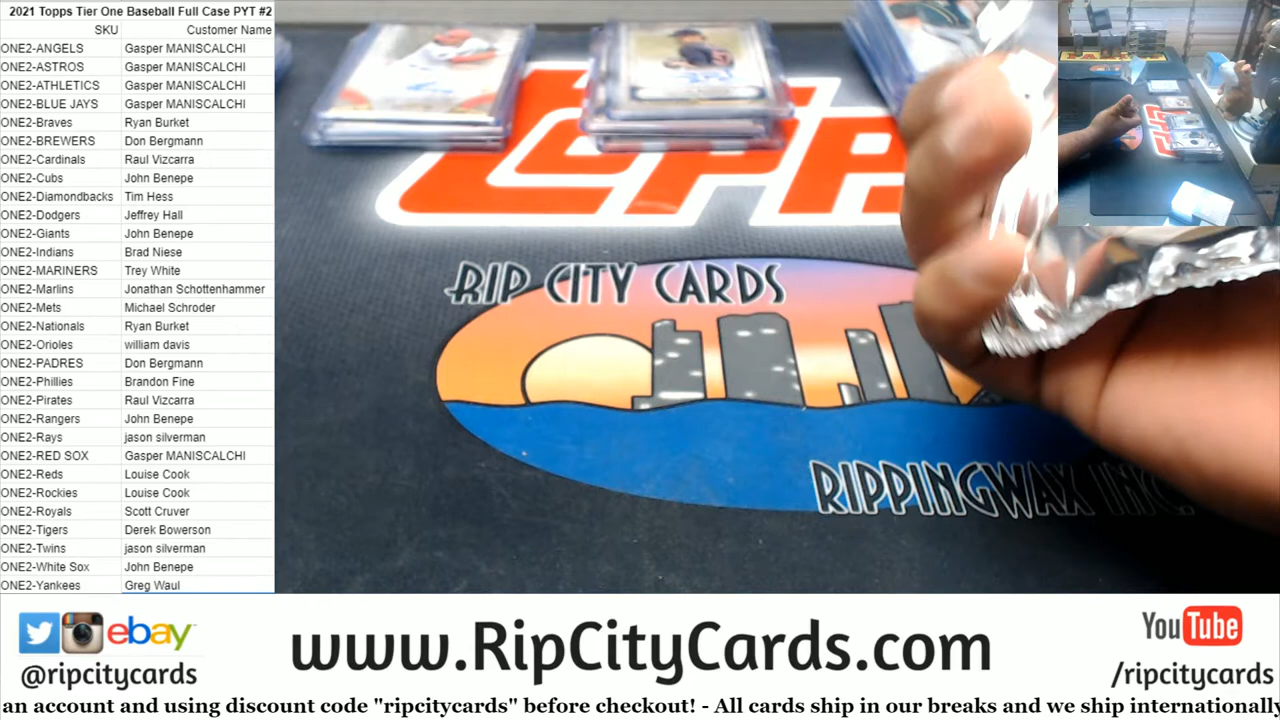 2021 Topps Tier One Baseball Full Case PYT #2
SKU Customer Name
ONE2-ANGELS Gasper MANISCALCHI
ONE2-ASTROS Gasper MANISCALCHI
ONE2-ATHLETICS Gasper MANISCALCHI
ONE2-BLUE JAYS Gasper MANISCALCHI
ONE2-Braves Ryan Burket
ONE2-BREWERS Don Bergmann
ONE2-Cardinals Raul Vizcarra
ONE2-Cubs John Benepe
ONE2-Diamondbacks Tim Hess
ONE2-Dodgers Jeffrey Hall
ONE2-Giants John Benepe
ONE2-Indians Brad Niese
ONE2-MARINERS Trey White
ONE2-Marlins Jonathan Schottenhammer
ONE2-Mets Michael Schroder
ONE2-Nationals Ryan Burket
ONE2-Orioles william davis
ONE2-PADRES Don Bergmann
ONE2-Phillies Brandon Fine
ONE2-Pirates Raul Vizcarra
ONE2-Rangers John Benepe
ONE2-Rays jason silverman
ONE2-RED SOX Gasper MANISCALCHI
ONE2-Reds Louise Cook
ONE2-Rockies Louise Cook
ONE2-Royals Scott Cruver
ONE2-Tigers Derek Bowerson
ONE2-Twins jason silverman
ONE2-White Sox John Benepe
ONE2-Yankees Greg Waul
RIP CITY CARDS
RIPPINGWAX INC.
ebay
@ripcitycards
www.RipCityCards.com
YouTube
/ripcitycards
an account and using discount code "ripcitycards" before checkout! - All cards ship in our breaks and we ship internationally